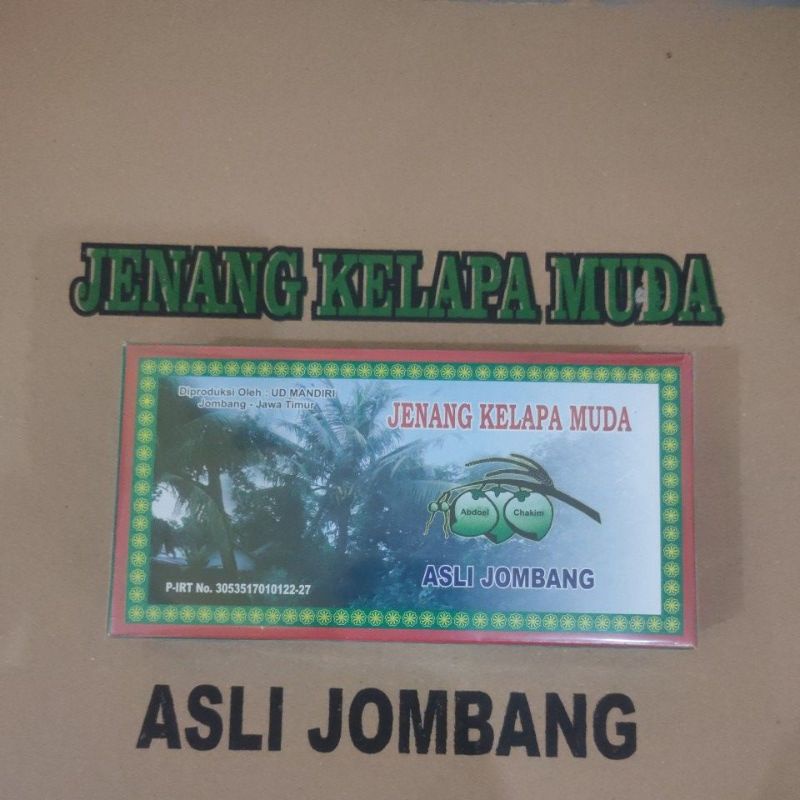 JENANG KELAPA MUDA
Diproduksi Oleh : UD MANDIRI
Jombang - Jawa Timur
JENANG KELAPA MUDA
Abdoel Chakim
ASLI JOMBANG
P-IRT No. 3053517010122-27
ASLI JOMBANG